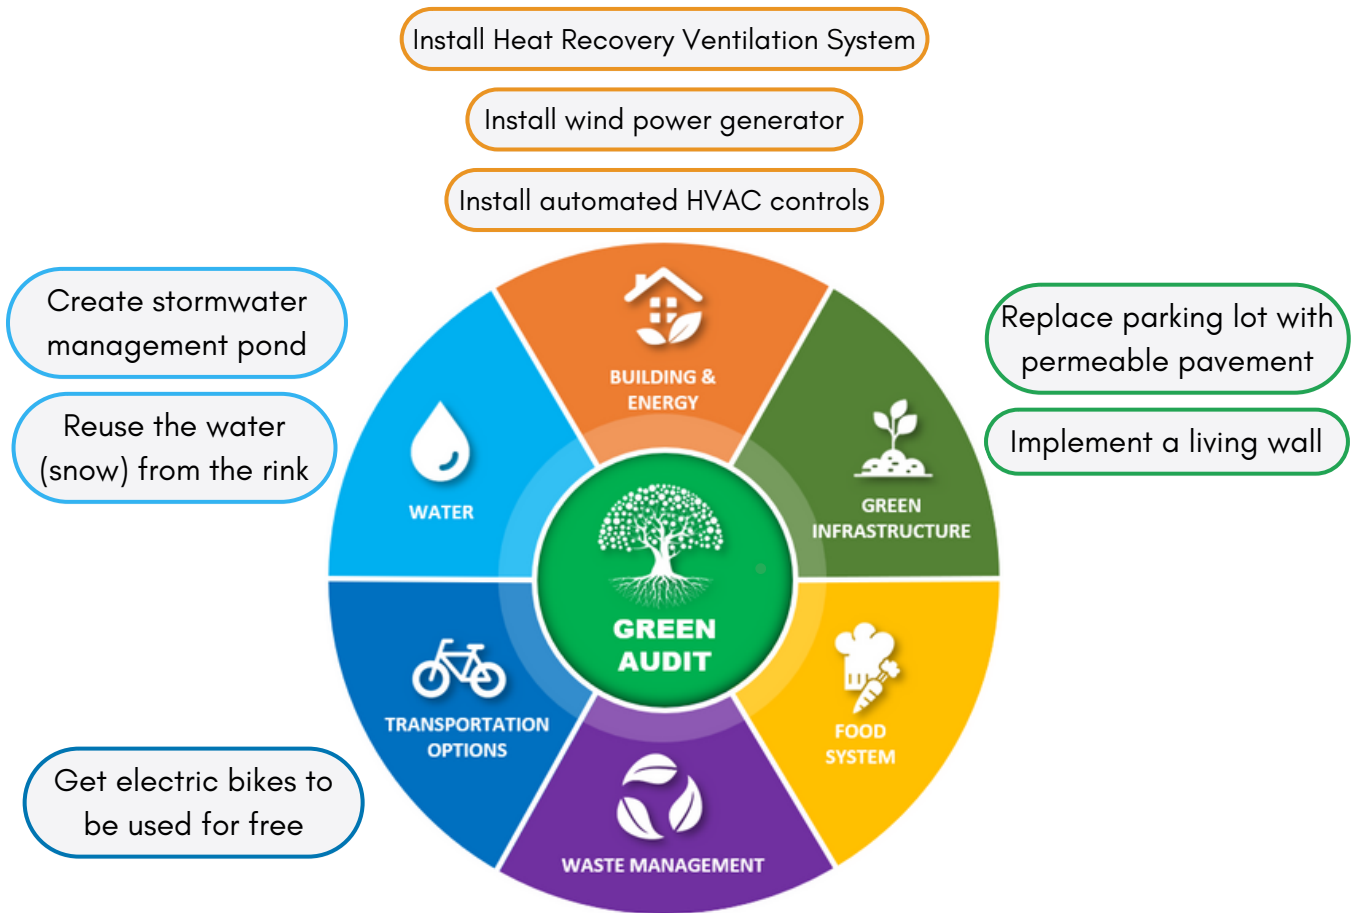 Install Heat Recovery Ventilation System
Install wind power generator
Install automated HVAC controls
Create stormwater
management pond
Reuse the water
(snow) from the rink
Replace parking lot with
permeable pavement
Implement a living wall
BUILDING &
ENERGY
WATER
GREEN
INFRASTRUCTURE
GREEN
AUDIT
TRANSPORTATION
OPTIONS
FOOD
SYSTEM
Get electric bikes to
be used for free
WASTE MANAGEMENT